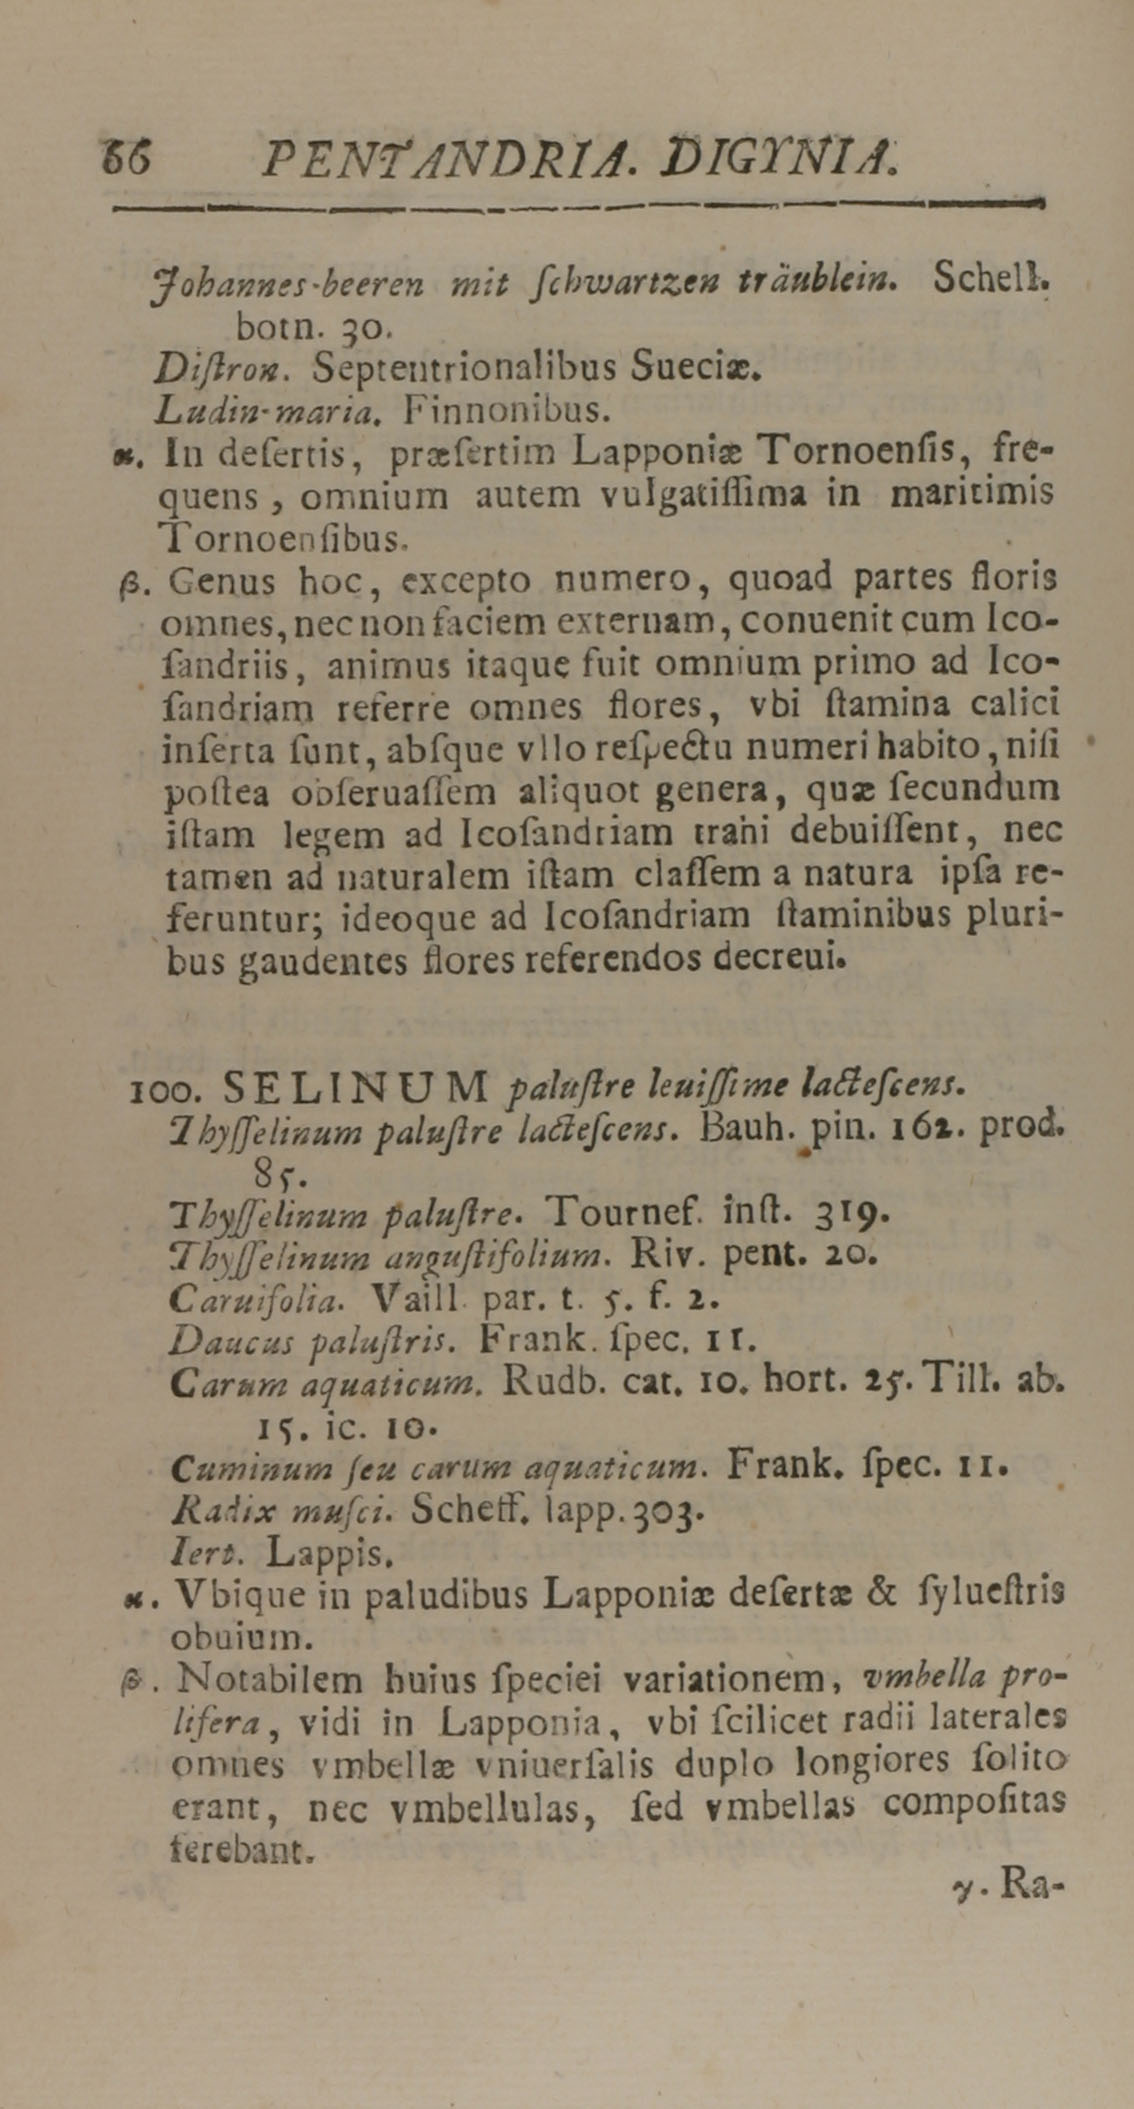 66 PENTANDRIA. DIGYNIA.
Johannes-beeren mit ſchwartzen träublein. Schell.
botn. 30.
Diſtron. Septentrionalibus Sueciæ.
Ludin-maria. Finnonibus.
α. In deſertis, præſertim Lapponiæ Tornoenſis, fre-
quens, omnium autem vulgatiſſima in maritimis
Tornoenſibus.
β. Genus hoc, excepto numero, quoad partes floris
omnes, nec non faciem externam, conuenit cum Ico-
ſandriis, animus itaque fuit omnium primo ad Ico-
ſandriam referre omnes flores, vbi ſtamina calici
inſerta ſunt, abſque vllo reſpectu numeri habito, niſi
poſtea obſeruaſſem aliquot genera, quæ ſecundum
iſtam legem ad Icoſandriam trahi debuiſſent, nec
tamen ad naturalem iſtam claſſem a natura ipſa re-
feruntur; ideoque ad Icoſandriam ſtaminibus pluri-
bus gaudentes flores referendos decreui.
100. SELINUM paluſtre leuiſſime lacteſcens.
Thyſſelinum paluſtre lacteſcens. Bauh. pin. 162. prod.
85.
Thyſſelinum paluſtre. Tournef. inſt. 319.
Thyſſelinum anguſtifolium. Riv. pent. 20.
Caruifolia. Vaill. par. t. 5. f. 2.
Daucus paluſtris. Frank. ſpec. 11.
Carum aquaticum. Rudb. cat. 10. hort. 25. Till. ab.
15. ic. 10.
Cuminum ſeu carum aquaticum. Frank. ſpec. 11.
Radix muſci. Scheff. lapp. 303.
Iert. Lappis.
α. Vbique in paludibus Lapponiæ deſertæ & ſylueſtris
obuium.
β. Notabilem huius ſpeciei variationem, vmbella pro-
lifera, vidi in Lapponia, vbi ſcilicet radii laterales
omnes vmbellæ vniuerſalis duplo longiores ſolito
erant, nec vmbellulas, ſed vmbellas compoſitas
ferebant.
γ. Ra-